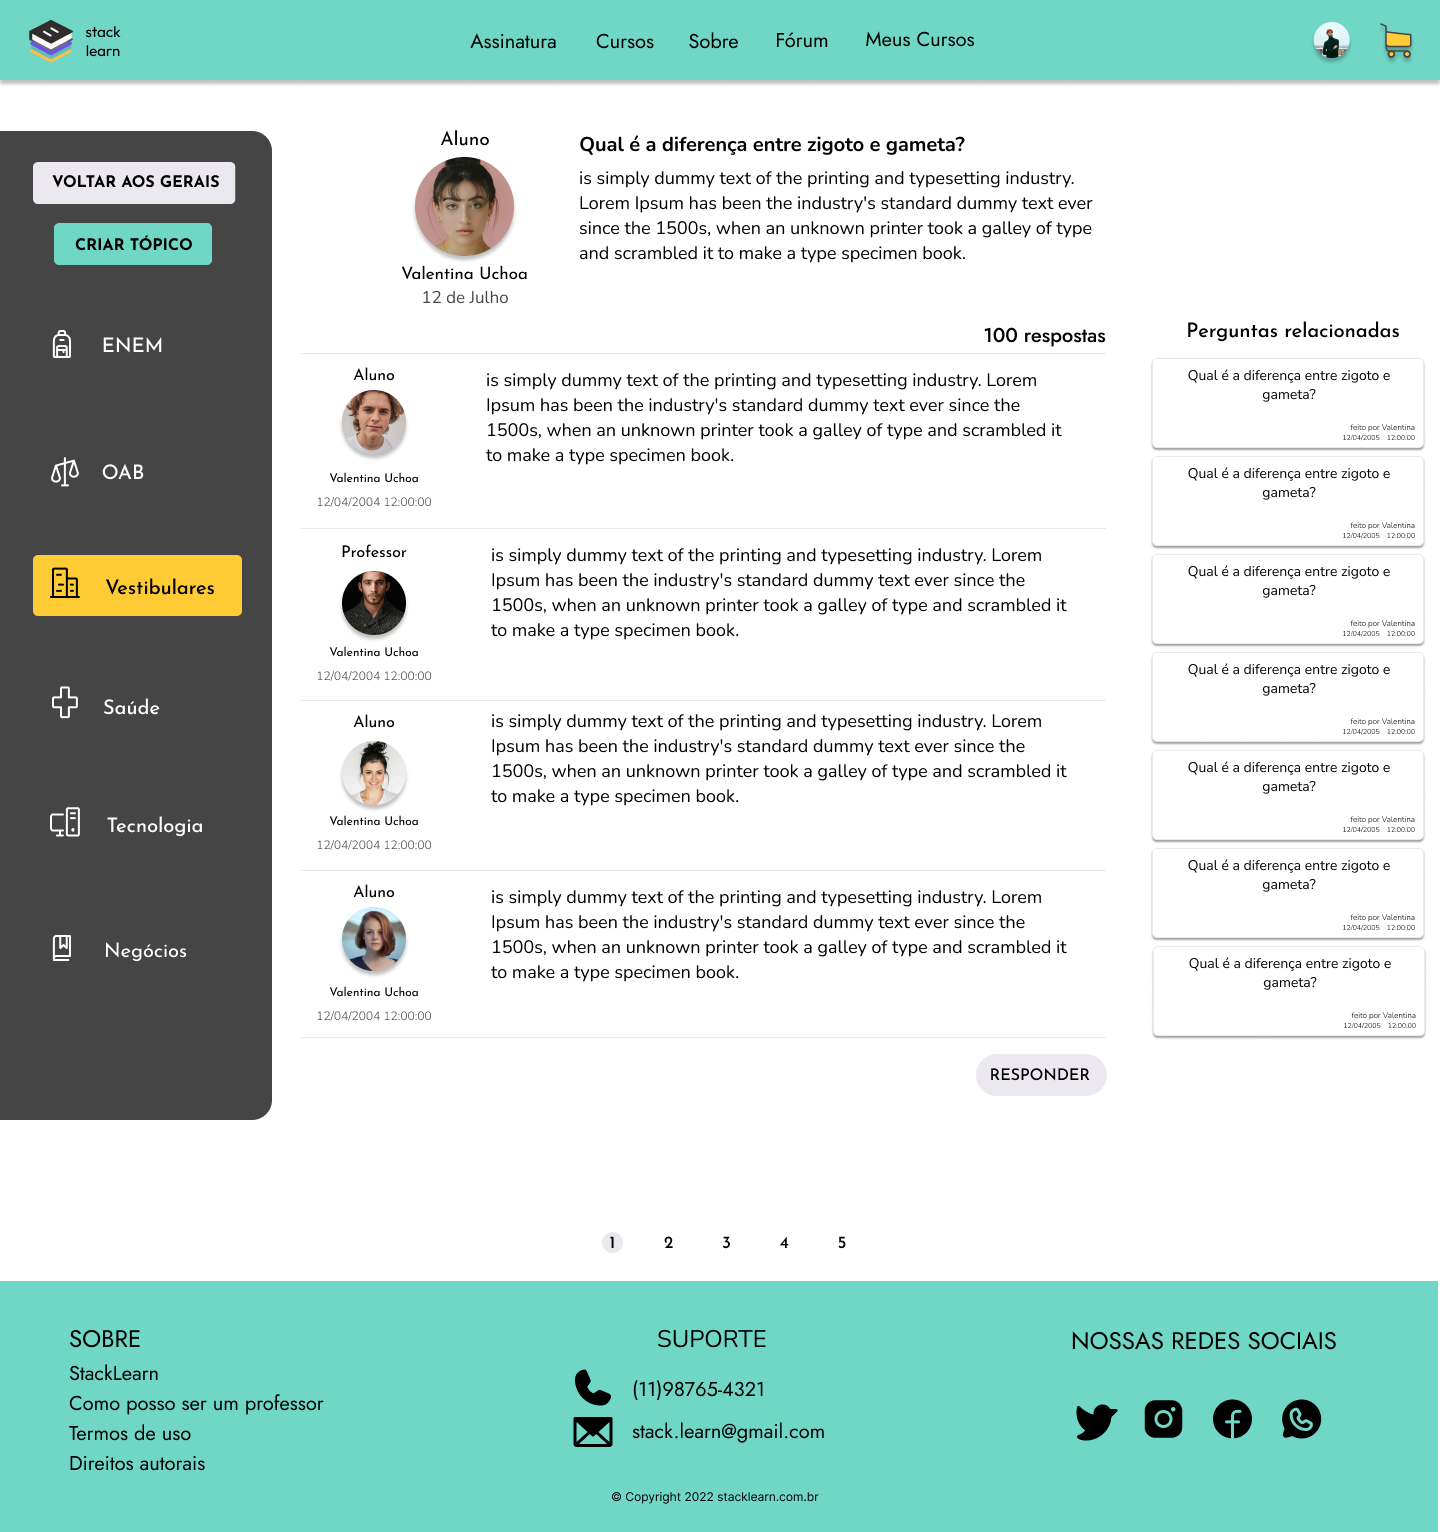 stack
learn
Assinatura
Cursos
Sobre
Fórum
Meus Cursos
VOLTAR AOS GERAIS
CRIAR TÓPICO
ENEM
OAB
Vestibulares
Saúde
Tecnologia
Negócios
Aluno
Valentina Uchoa
12 de Julho
Qual é a diferença entre zigoto e gameta?
is simply dummy text of the printing and typesetting industry.
Lorem Ipsum has been the industry's standard dummy text ever
since the 1500s, when an unknown printer took a galley of type
and scrambled it to make a type specimen book.
100 respostas
Aluno
Valentina Uchoa
12/04/2004 12:00:00
is simply dummy text of the printing and typesetting industry. Lorem
Ipsum has been the industry's standard dummy text ever since the
1500s, when an unknown printer took a galley of type and scrambled it
to make a type specimen book.
Professor
Valentina Uchoa
12/04/2004 12:00:00
is simply dummy text of the printing and typesetting industry. Lorem
Ipsum has been the industry's standard dummy text ever since the
1500s, when an unknown printer took a galley of type and scrambled it
to make a type specimen book.
Aluno
Valentina Uchoa
12/04/2004 12:00:00
is simply dummy text of the printing and typesetting industry. Lorem
Ipsum has been the industry's standard dummy text ever since the
1500s, when an unknown printer took a galley of type and scrambled it
to make a type specimen book.
Aluno
Valentina Uchoa
12/04/2004 12:00:00
is simply dummy text of the printing and typesetting industry. Lorem
Ipsum has been the industry's standard dummy text ever since the
1500s, when an unknown printer took a galley of type and scrambled it
to make a type specimen book.
RESPONDER
Perguntas relacionadas
Qual é a diferença entre zigoto e
gameta?
feito por Valentina
12/04/2005 12:00:00
Qual é a diferença entre zigoto e
gameta?
feito por Valentina
12/04/2005 12:00:00
Qual é a diferença entre zigoto e
gameta?
feito por Valentina
12/04/2005 12:00:00
Qual é a diferença entre zigoto e
gameta?
feito por Valentina
12/04/2005 12:00:00
Qual é a diferença entre zigoto e
gameta?
feito por Valentina
12/04/2005 12:00:00
Qual é a diferença entre zigoto e
gameta?
feito por Valentina
12/04/2005 12:00:00
Qual é a diferença entre zigoto e
gameta?
feito por Valentina
12/04/2005 12:00:00
1 2 3 4 5
SOBRE
StackLearn
Como posso ser um professor
Termos de uso
Direitos autorais
SUPORTE
(11)98765-4321
stack.learn@gmail.com
NOSSAS REDES SOCIAIS
© Copyright 2022 stacklearn.com.br